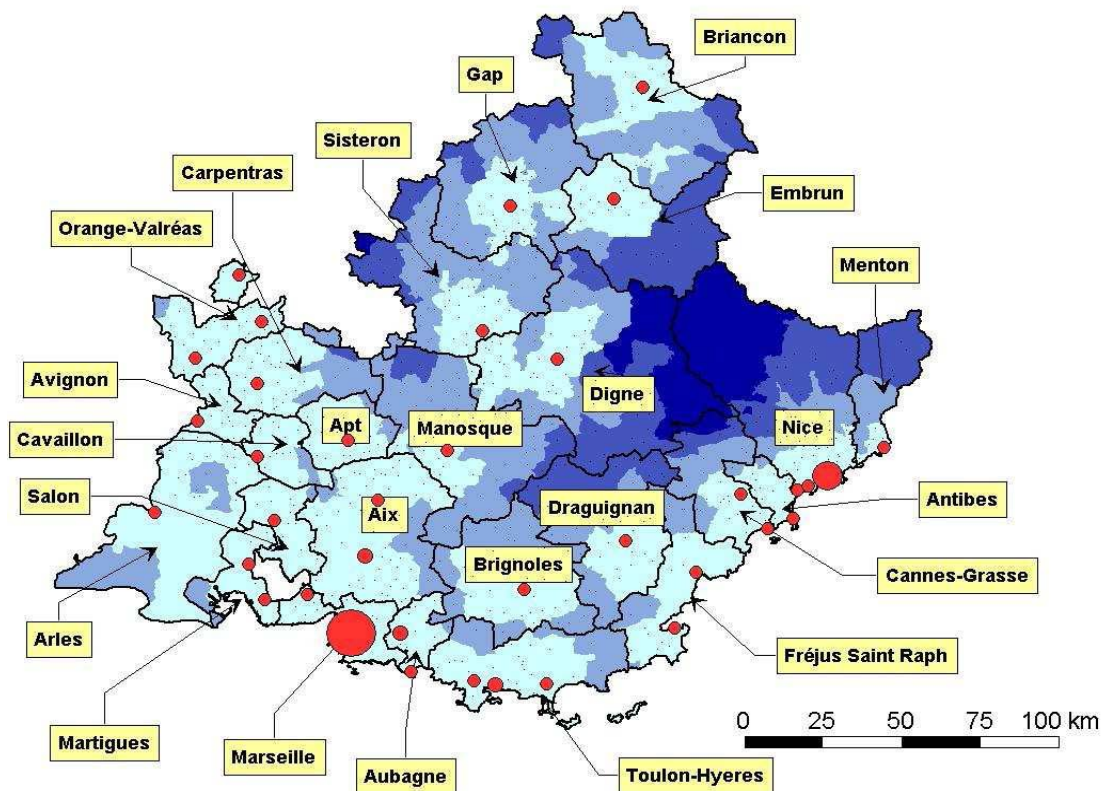 Briancon
Gap
Sisteron
Carpentras
Embrun
Orange-Valréas
Menton
Avignon
Digne
Apt
Manosque
Nice
Cavaillon
Salon
Antibes
Aix
Draguignan
Brignoles
Cannes-Grasse
Arles
Fréjus Saint Raph
Martigues
Marseille
Aubagne
Toulon-Hyeres
0 25 50 75 100 km